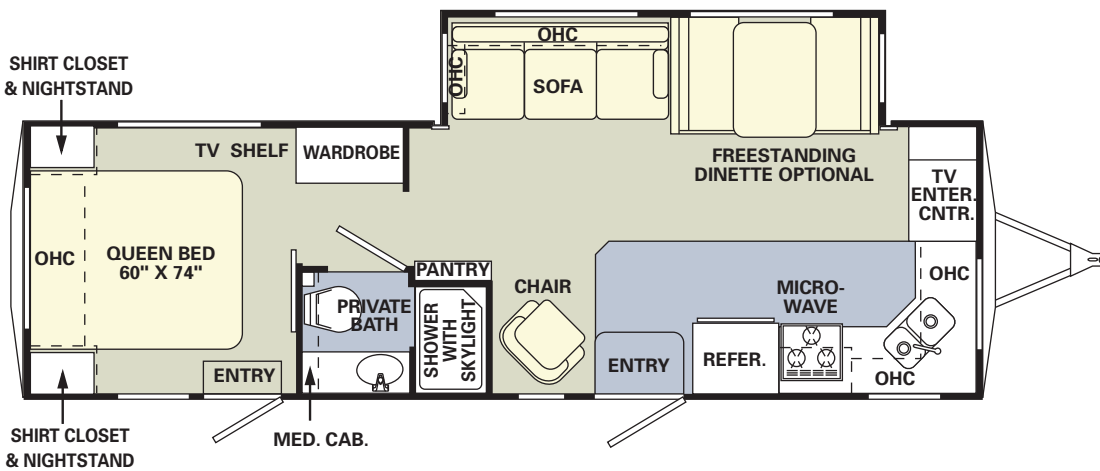 SHIRT CLOSET
& NIGHTSTAND
OHC
OHC
SOFA
TV SHELF
WARDROBE
FREESTANDING
DINETTE OPTIONAL
TV
ENTER.
CNTR.
OHC
QUEEN BED
60" X 74"
PANTRY
CHAIR
MICRO-
WAVE
OHC
PRIVATE
BATH
SHOWER
WITH
SKYLIGHT
ENTRY
ENTRY
REFER.
OHC
SHIRT CLOSET
& NIGHTSTAND
MED. CAB.